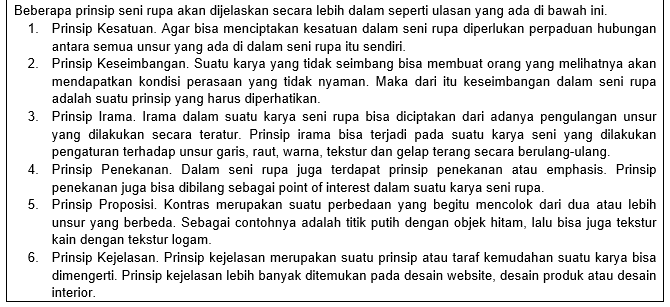 Beberapa prinsip seni rupa akan dijelaskan secara lebih dalam seperti ulasan yang ada di bawah ini.
1. Prinsip Kesatuan. Agar bisa menciptakan kesatuan dalam seni rupa diperlukan perpaduan hubungan
antara semua unsur yang ada di dalam seni rupa itu sendiri.
2. Prinsip Keseimbangan. Suatu karya yang tidak seimbang bisa membuat orang yang melihatnya akan
mendapatkan kondisi perasaan yang tidak nyaman. Maka dari itu keseimbangan dalam seni rupa
adalah suatu prinsip yang harus diperhatikan.
3. Prinsip Irama. Irama dalam suatu karya seni rupa bisa diciptakan dari adanya pengulangan unsur
yang dilakukan secara teratur. Prinsip irama bisa terjadi pada suatu karya seni yang dilakukan
pengaturan terhadap unsur garis, raut, warna, tekstur dan gelap terang secara berulang-ulang.
4. Prinsip Penekanan. Dalam seni rupa juga terdapat prinsip penekanan atau emphasis. Prinsip
penekanan juga bisa dibilang sebagai point of interest dalam suatu karya seni rupa.
5. Prinsip Proposisi. Kontras merupakan suatu perbedaan yang begitu mencolok dari dua atau lebih
unsur yang berbeda. Sebagai contohnya adalah titik putih dengan objek hitam, lalu bisa juga tekstur
kain dengan tekstur logam.
6. Prinsip Kejelasan. Prinsip kejelasan merupakan suatu prinsip atau taraf kemudahan suatu karya bisa
dimengerti. Prinsip kejelasan lebih banyak ditemukan pada desain website, desain produk atau desain
interior.